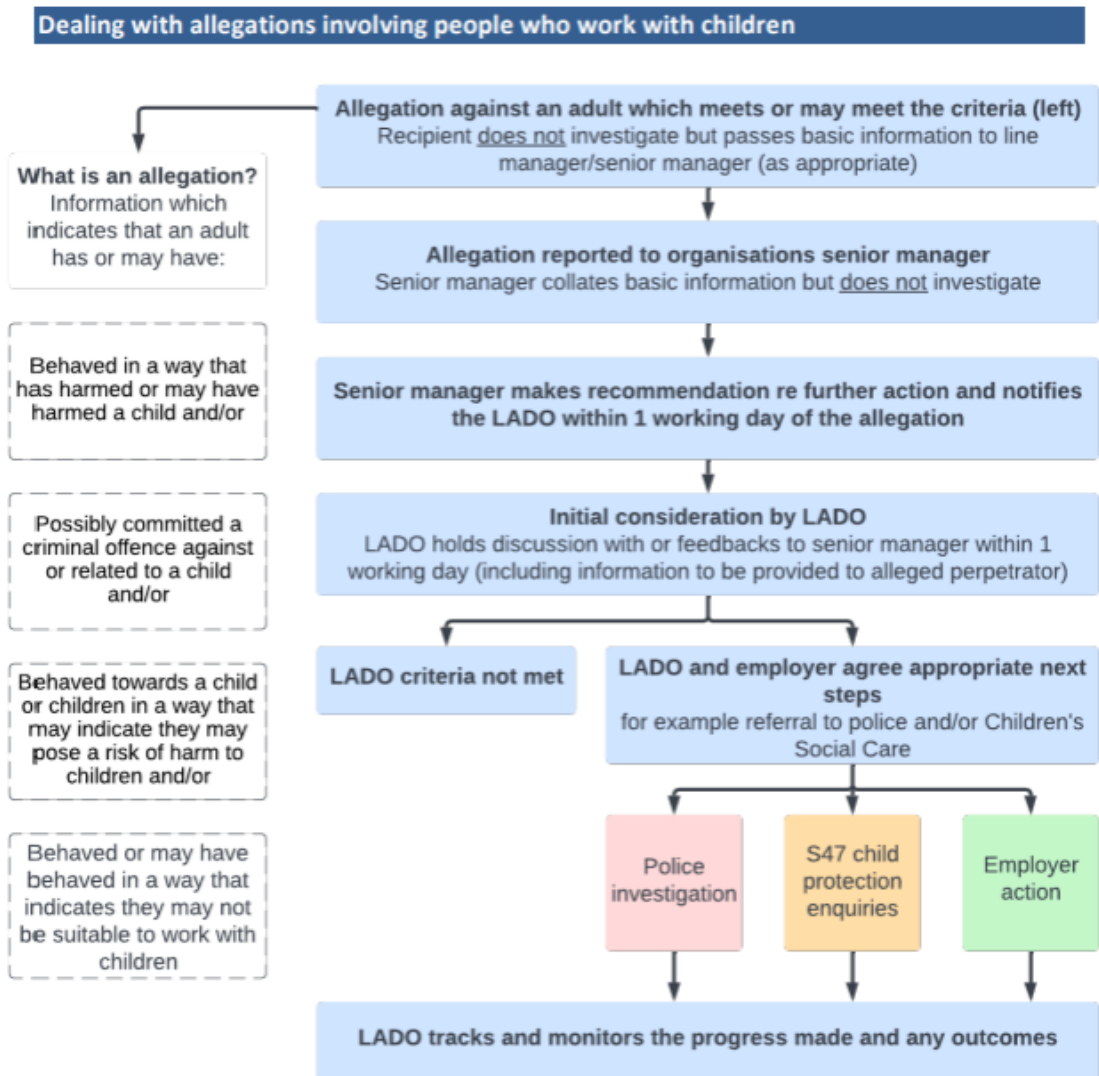 Dealing with allegations involving people who work with children
Allegation against an adult which meets or may meet the criteria (left)
Recipient does not investigate but passes basic information to line
manager/senior manager (as appropriate)
What is an allegation?
Information which
indicates that an adult
has or may have:
Allegation reported to organisations senior manager
Senior manager collates basic information but does not investigate
Behaved in a way that
has harmed or may have
harmed a child and/or
Senior manager makes recommendation re further action and notifies
the LADO within 1 working day of the allegation
Possibly committed a
criminal offence against
or related to a child
and/or
Initial consideration by LADO
LADO holds discussion with or feedbacks to senior manager within 1
working day (including information to be provided to alleged perpetrator)
Behaved towards a child
or children in a way that
may indicate they may
pose a risk of harm to
children and/or
LADO criteria not met
LADO and employer agree appropriate next
steps
for example referral to police and/or Children's
Social Care
Behaved or may have
behaved in a way that
indicates they may not
be suitable to work with
children
Police
investigation
S47 child
protection
enquiries
Employer
action
LADO tracks and monitors the progress made and any outcomes